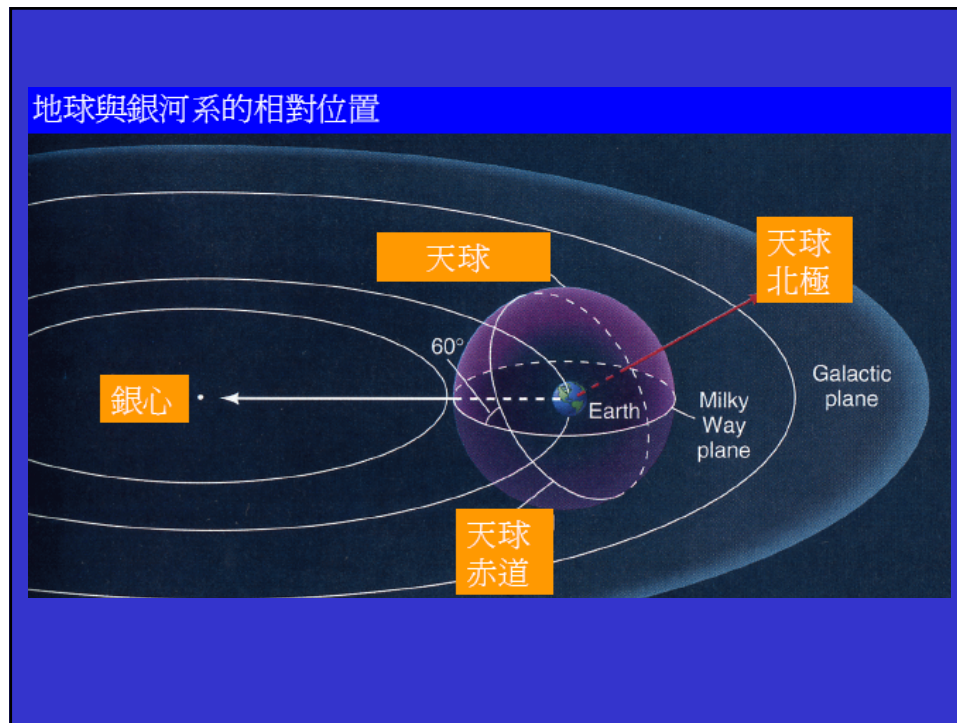 地球與銀河系的相對位置
天球
天球
北極
60°
Galactic
plane
銀心
Earth
Milky
Way
plane
天球
赤道